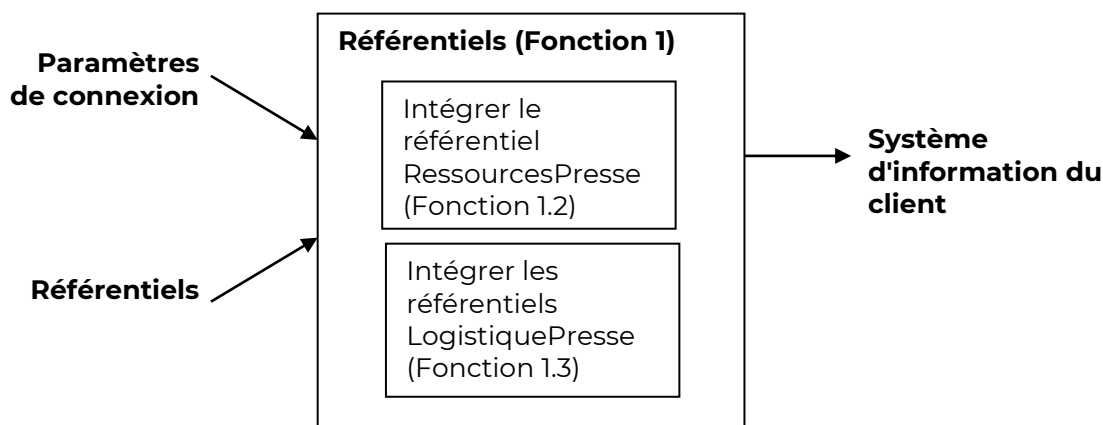 Référentiels (Fonction 1)
Paramètres
de connexion
Intégrer le
référentiel
RessourcesPresse
(Fonction 1.2)
Système
d'information du
client
Référentiels
Intégrer les
référentiels
LogistiquePresse
(Fonction 1.3)